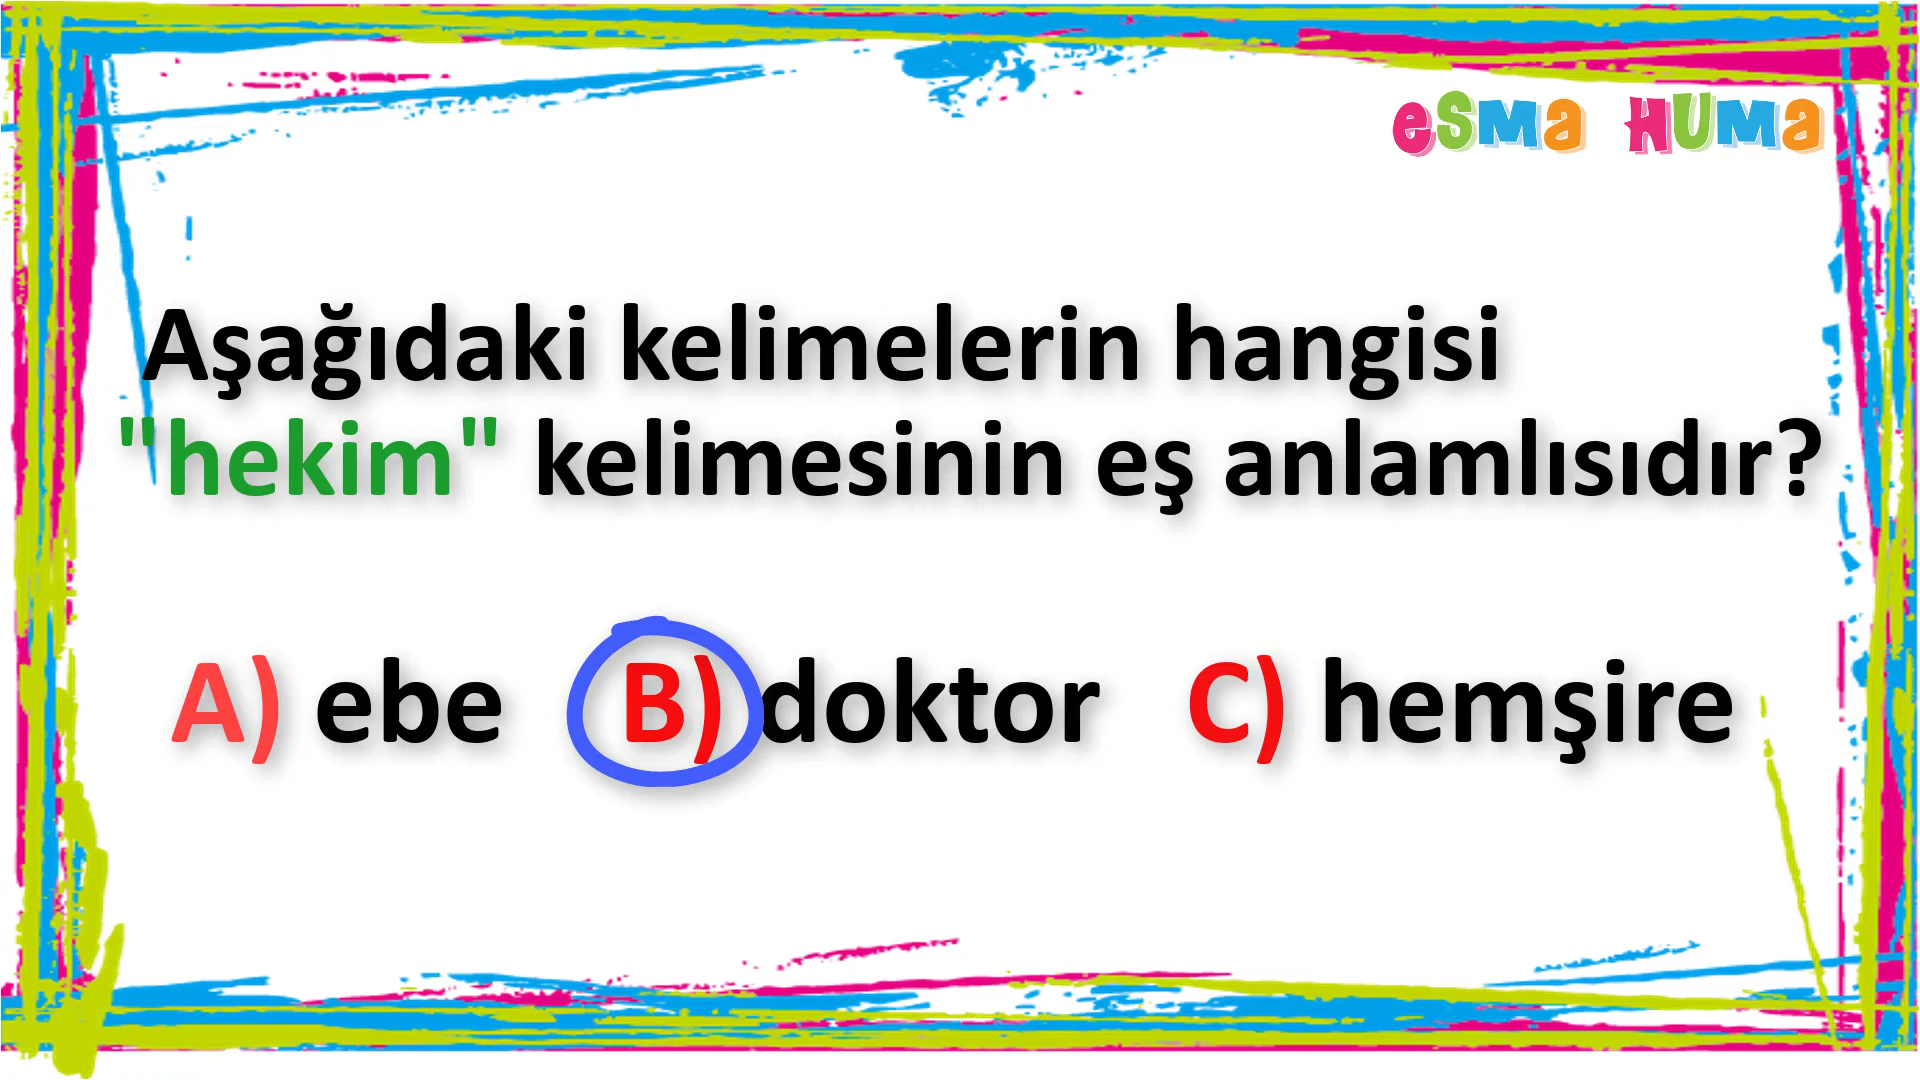 esma Huma
Aşağıdaki kelimelerin hangisi
"hekim" kelimesinin eş anlamlısıdır?
A) ebe B) doktor C) hemşire